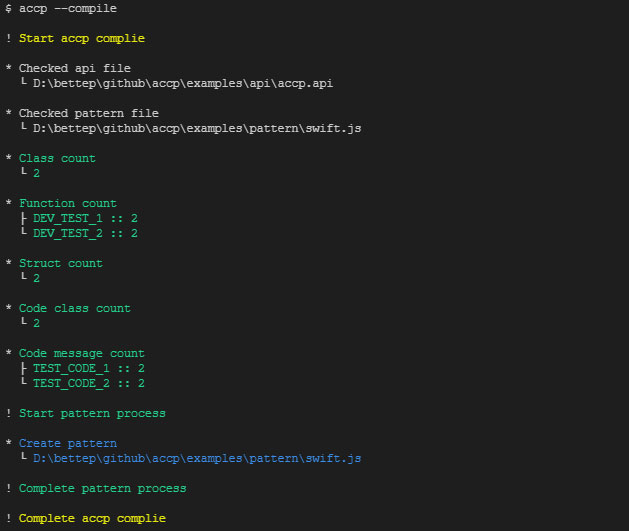 $ accp --compile
! Start accp complie
* Checked api file
└ D:\bettep\github\accp\examples\api\accp.api
* Checked pattern file
└ D:\bettep\github\accp\examples\pattern\swift.js
* Class count
└ 2
* Function count
├ DEV_TEST_1 :: 2
└ DEV_TEST_2 :: 2
* Struct count
└ 2
* Code class count
└ 2
* Code message count
├ TEST_CODE_1 :: 2
└ TEST_CODE_2 :: 2
! Start pattern process
* Create pattern
└ D:\bettep\github\accp\examples\pattern\swift.js
! Complete pattern process
! Complete accp complie